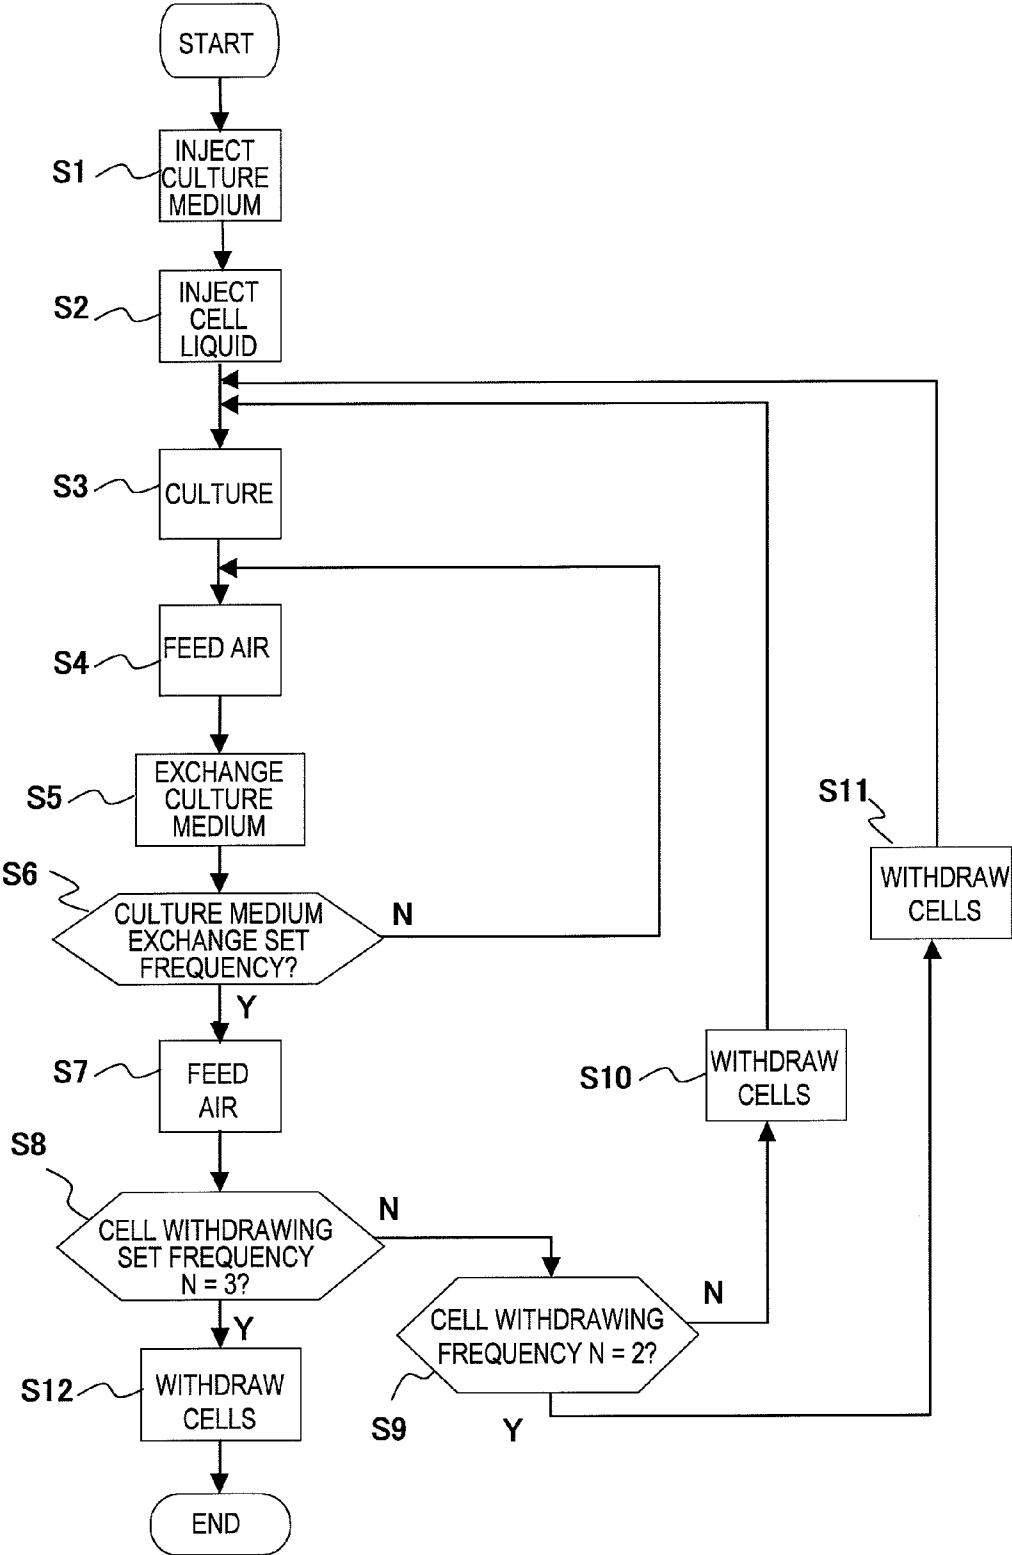 START
S1
INJECT
CULTURE
MEDIUM
S2
INJECT
CELL
LIQUID
S3
CULTURE
S4
FEED AIR
S5
EXCHANGE
CULTURE
MEDIUM
S6
CULTURE MEDIUM
EXCHANGE SET
FREQUENCY?
N
Y
S7
FEED
AIR
S8
CELL WITHDRAWING
SET FREQUENCY
N = 3?
N
Y
S9
CELL WITHDRAWING
FREQUENCY N = 2?
N
Y
S10
WITHDRAW
CELLS
S11
WITHDRAW
CELLS
S12
WITHDRAW
CELLS
END